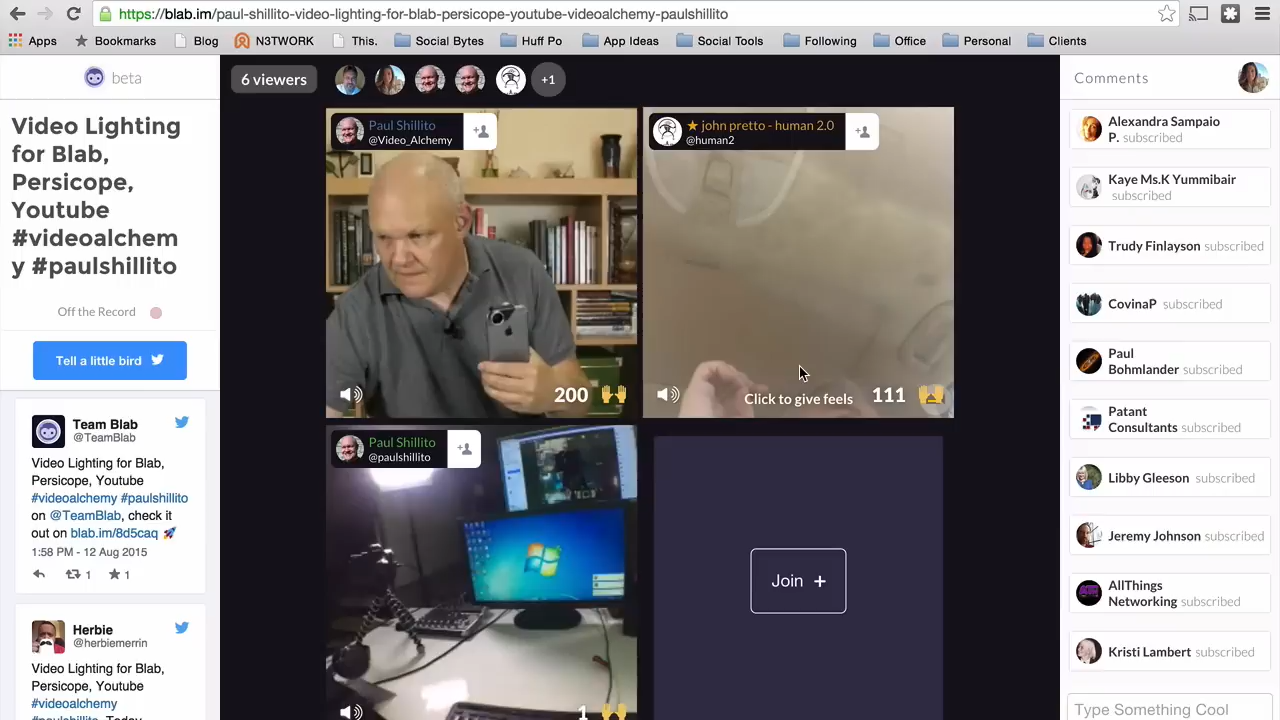 https://blab.im/paul-shillito-video-lighting-for-blab-persicope-youtube-videoalchemy-paulshillito
Apps Bookmarks Blog N3TWORK This. Social Bytes Huff Po App Ideas Social Tools Following Office Personal Clients
beta
Video Lighting
for Blab,
Persicope,
Youtube
#videoalchem
y #paulshillito
Off the Record
Tell a little bird
Team Blab
@TeamBlab
Video Lighting for Blab,
Persicope, Youtube
#videoalchemy #paulshillito
on @TeamBlab, check it
out on blab.im/8d5caq 🚀
1:58 PM - 12 Aug 2015
1 1
Herbie
@herbiemerrin
Video Lighting for Blab,
Persicope, Youtube
#videoalchemy
#paulshillito, Today
6 viewers
+1
Paul Shillito
@Video_Alchemy
200
★ john pretto - human 2.0
@human2
Click to give feels
111
Paul Shillito
@paulshillito
1
Join +
Comments
Alexandra Sampaio
P. subscribed
Kaye Ms.K Yummibair
subscribed
Trudy Finlayson subscribed
CovinaP subscribed
Paul
Bohmlander subscribed
Patant
Consultants subscribed
Libby Gleeson subscribed
Jeremy Johnson subscribed
AllThings
Networking subscribed
Kristi Lambert subscribed
Type Something Cool